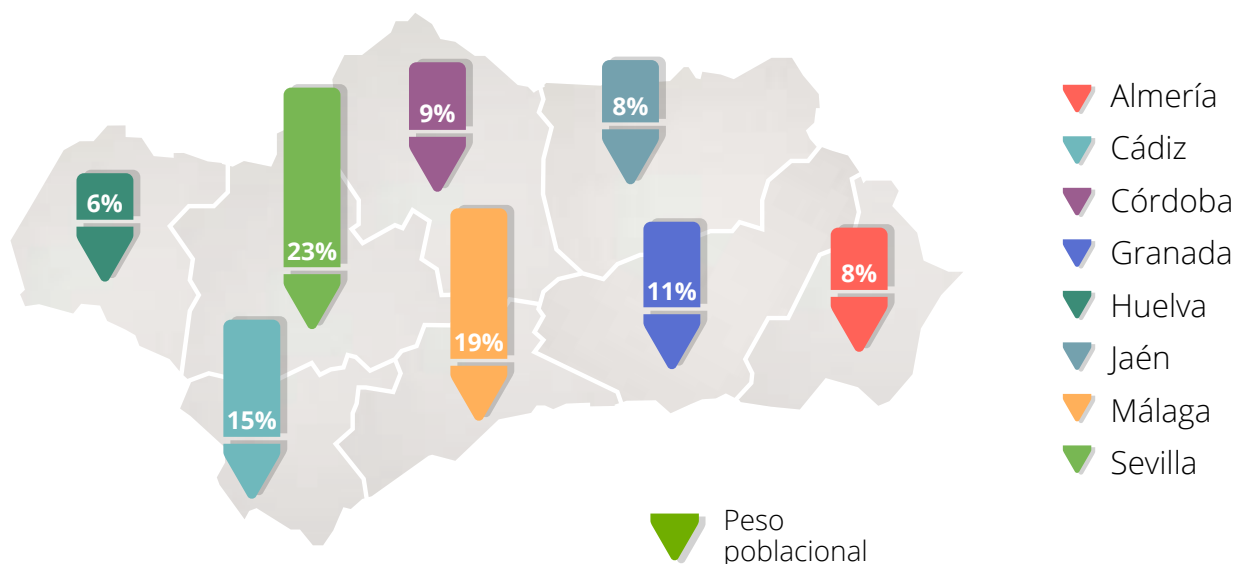 9%
8%
6%
23%
11%
8%
19%
15%
Almería
Cádiz
Córdoba
Granada
Huelva
Jaén
Málaga
Sevilla
Peso
poblacional